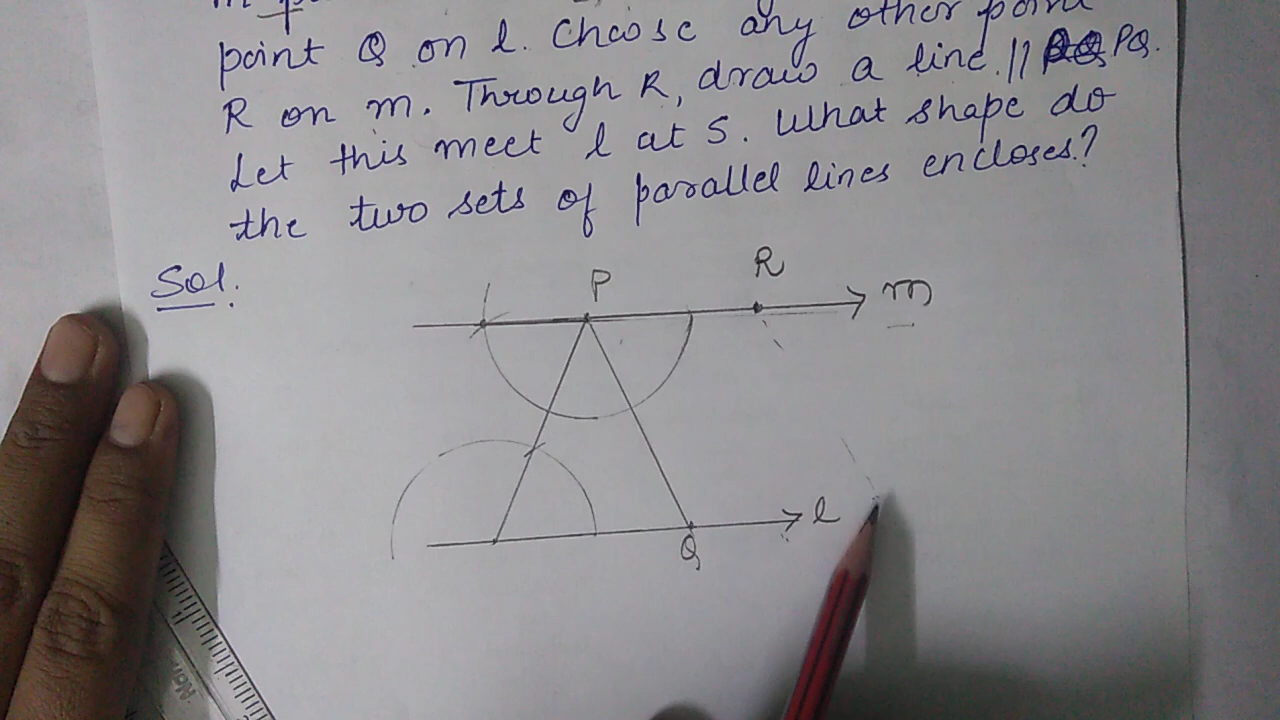 point Q on l. Choose any other point
R on m. Through R, draw a line || PQ.
Let this meet l at S. What shape do
the two sets of parallel lines encloses?
Sol.
P
R
m
l
Q